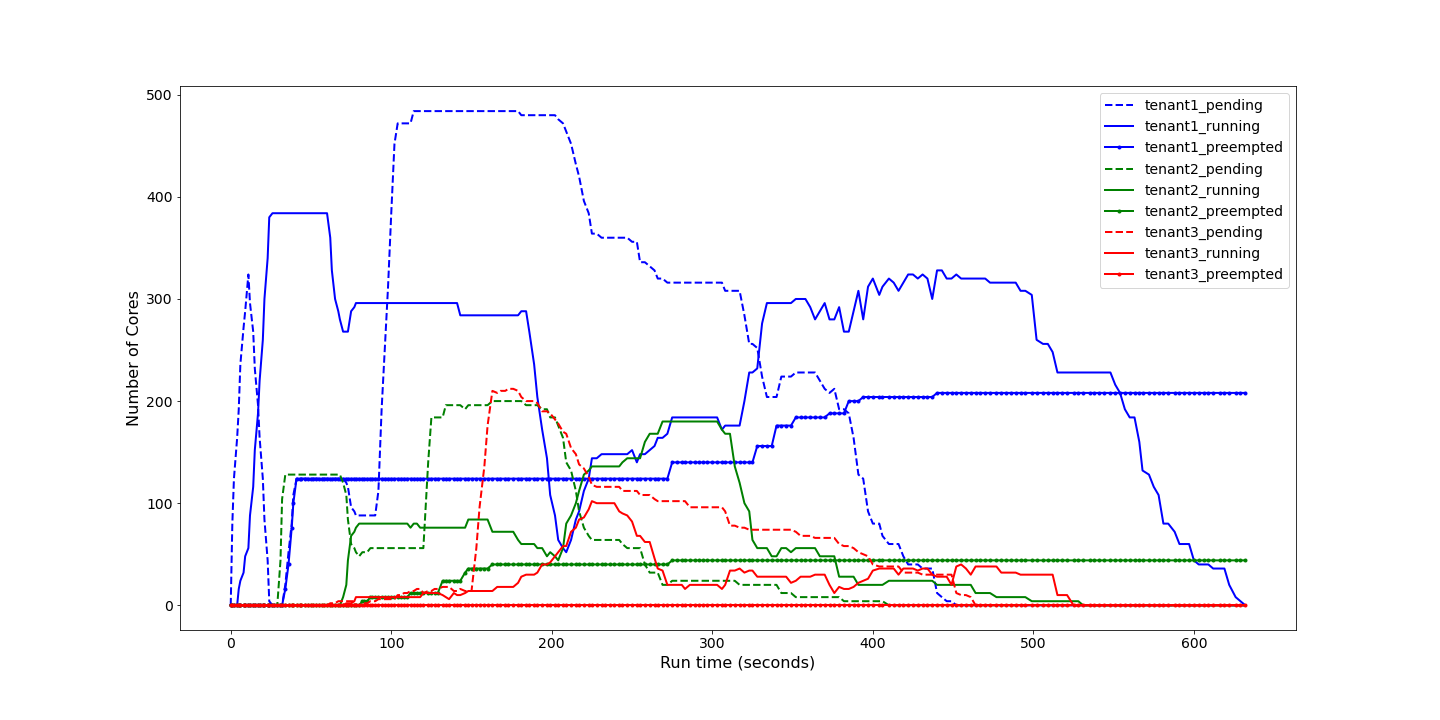 500
400
300
200
100
0
Number of Cores
0 100 200 300 400 500 600
Run time (seconds)
tenant1_pending
tenant1_running
tenant1_preempted
tenant2_pending
tenant2_running
tenant2_preempted
tenant3_pending
tenant3_running
tenant3_preempted